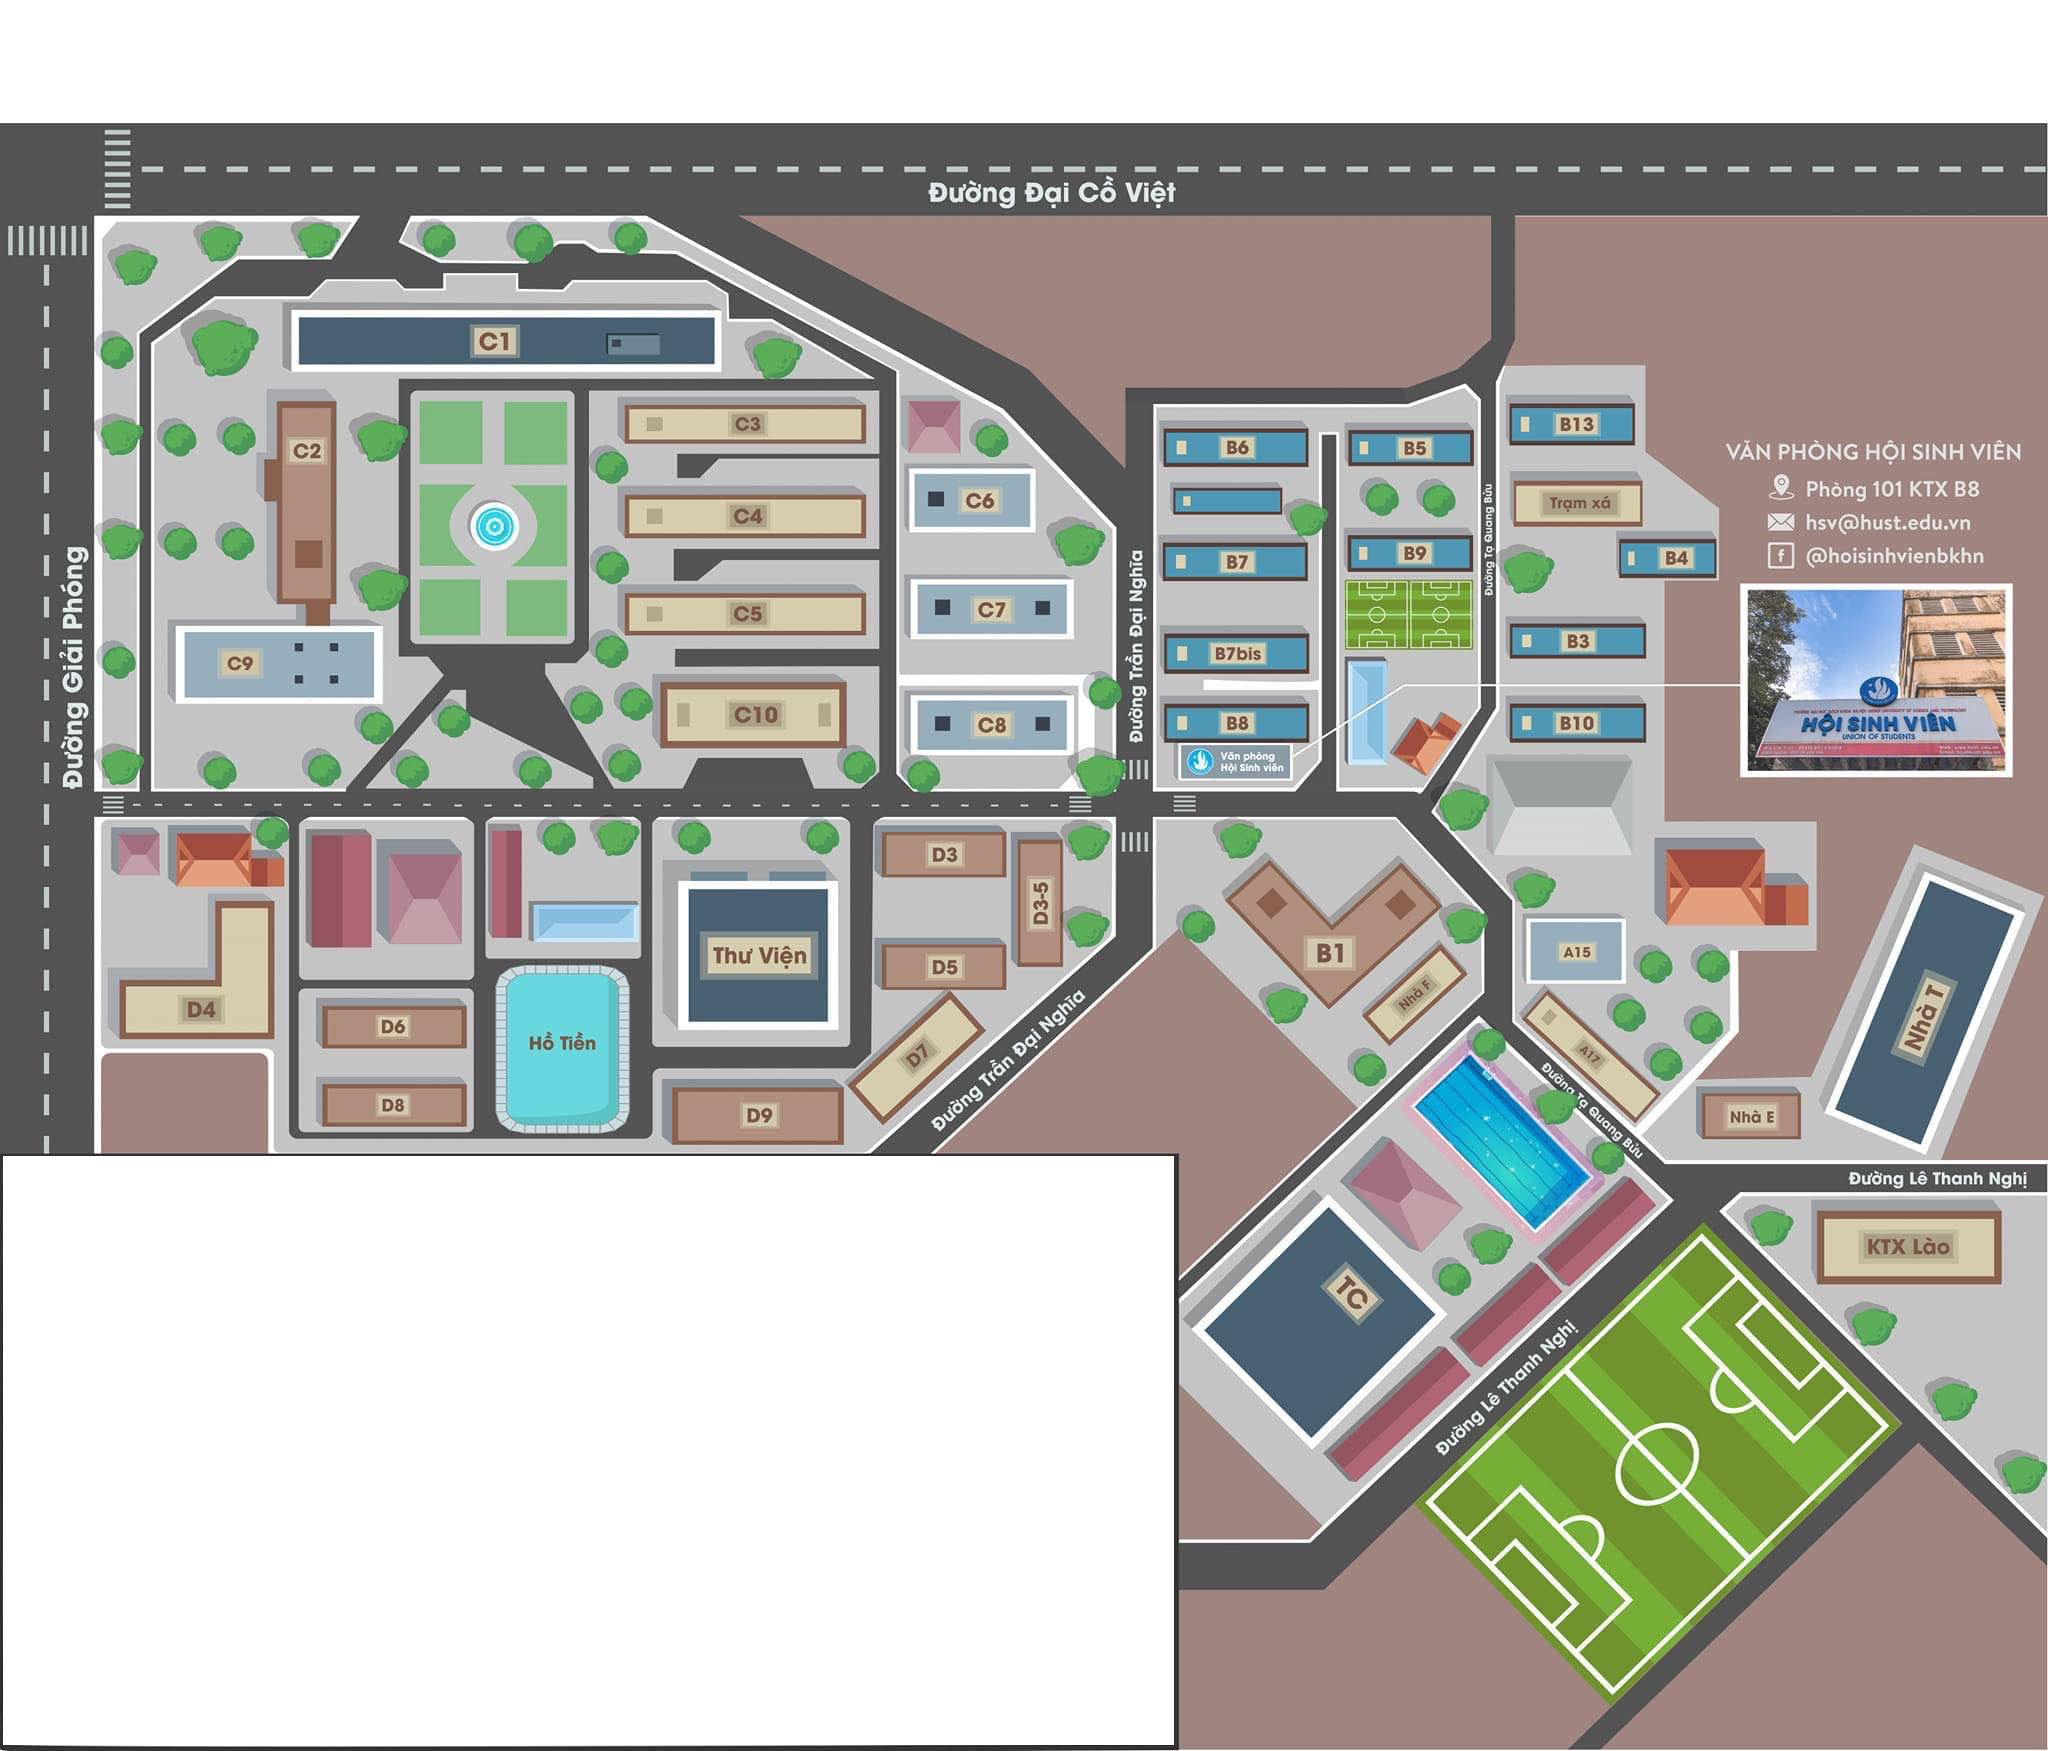 Đường Đại Cồ Việt
Đường Giải Phóng
C1
C2
C3
C4
C5
C6
C7
C8
C9
C10
Đường Trần Đại Nghĩa
B6
B5
B7
B9
B7bis
B8
Văn phòng
Hội Sinh viên
Đường Tạ Quang Bửu
B13
Trạm xá
B4
B3
B10
VĂN PHÒNG HỘI SINH VIÊN
Phòng 101 KTX B8
hsv@hust.edu.vn
f @hoisinhvienbkhn
HỘI SINH VIÊN
UNION OF STUDENTS
D3
D3-5
D5
Thư Viện
D4
D6
Hồ Tiền
D7
D8
D9
Đường Trần Đại Nghĩa
B1
Nhà F
A15
A17
Đường Tạ Quang Bửu
Nhà T
Nhà E
Đường Lê Thanh Nghị
KTX Lào
TC
Đường Lê Thanh Nghị